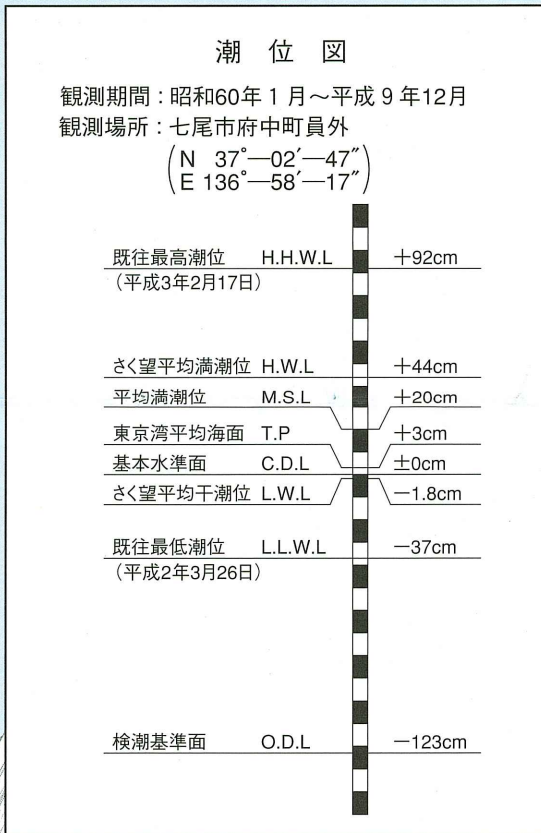 潮 位 図
観測期間：昭和60年1月～平成9年12月
観測場所：七尾市府中町員外
N 37°―02′―47″
E 136°―58′―17″
既往最高潮位 H.H.W.L +92cm
（平成3年2月17日）
さく望平均満潮位 H.W.L +44cm
平均満潮位 M.S.L +20cm
東京湾平均海面 T.P +3cm
基本水準面 C.D.L ±0cm
さく望平均干潮位 L.W.L －1.8cm
既往最低潮位 L.L.W.L －37cm
（平成2年3月26日）
検潮基準面 O.D.L －123cm